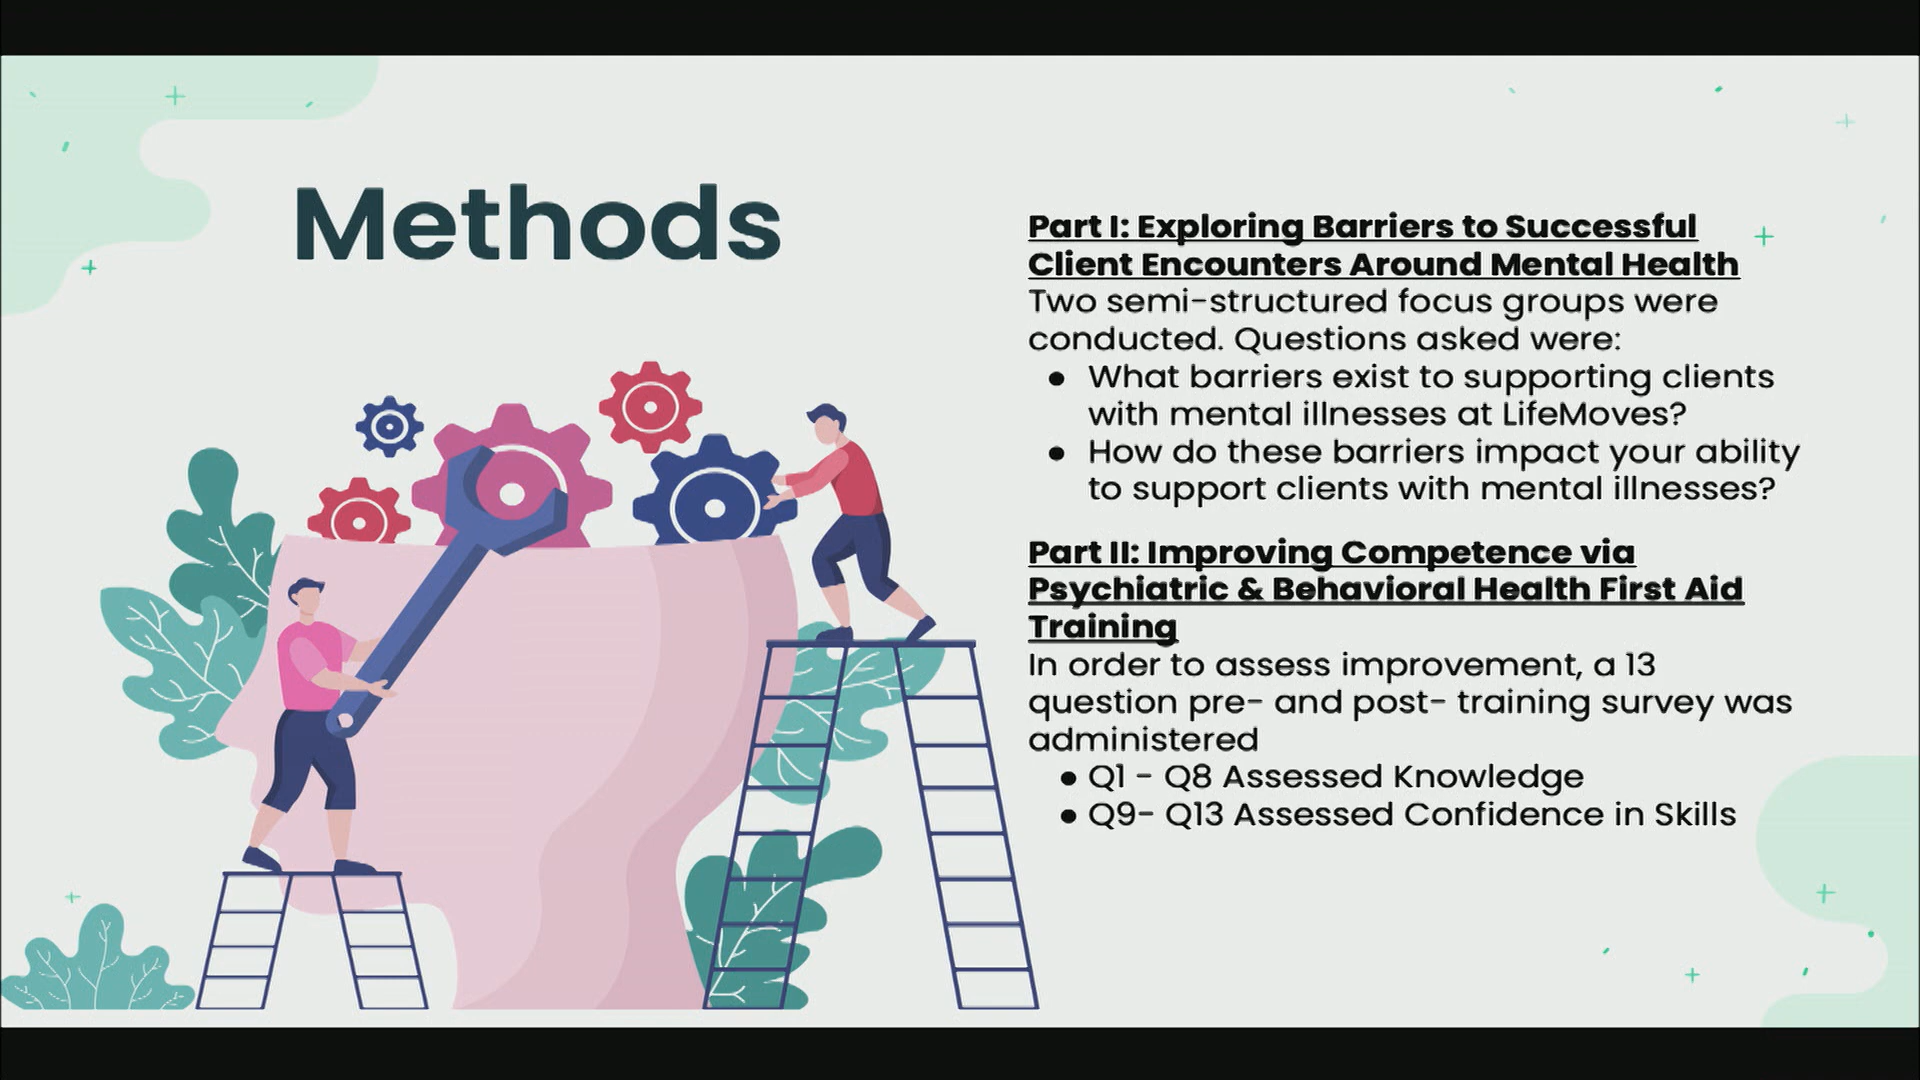 Methods
Part I: Exploring Barriers to Successful
Client Encounters Around Mental Health
Two semi-structured focus groups were
conducted. Questions asked were:
● What barriers exist to supporting clients
with mental illnesses at LifeMoves?
● How do these barriers impact your ability
to support clients with mental illnesses?
Part II: Improving Competence via
Psychiatric & Behavioral Health First Aid
Training
In order to assess improvement, a 13
question pre- and post- training survey was
administered
● Q1 - Q8 Assessed Knowledge
● Q9- Q13 Assessed Confidence in Skills